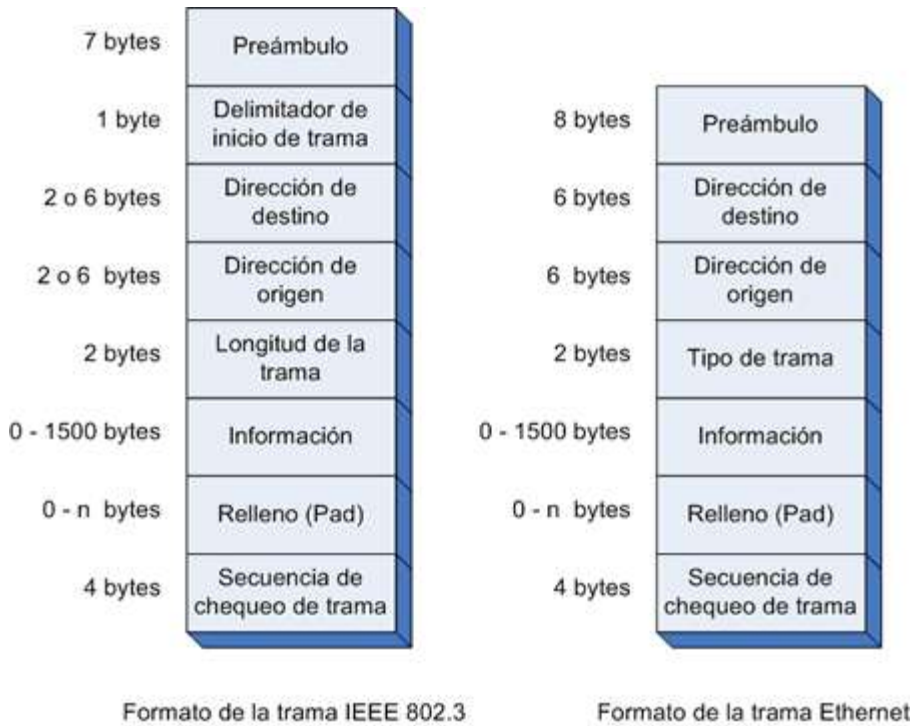 7 bytes
Preámbulo
1 byte
Delimitador de
inicio de trama
2 o 6 bytes
Dirección de
destino
2 o 6 bytes
Dirección de
origen
2 bytes
Longitud de la
trama
0 - 1500 bytes
Información
0 - n bytes
Relleno (Pad)
4 bytes
Secuencia de
chequeo de trama
Formato de la trama IEEE 802.3
8 bytes
Preámbulo
6 bytes
Dirección de
destino
6 bytes
Dirección de
origen
2 bytes
Tipo de trama
0 - 1500 bytes
Información
0 - n bytes
Relleno (Pad)
4 bytes
Secuencia de
chequeo de trama
Formato de la trama Ethernet